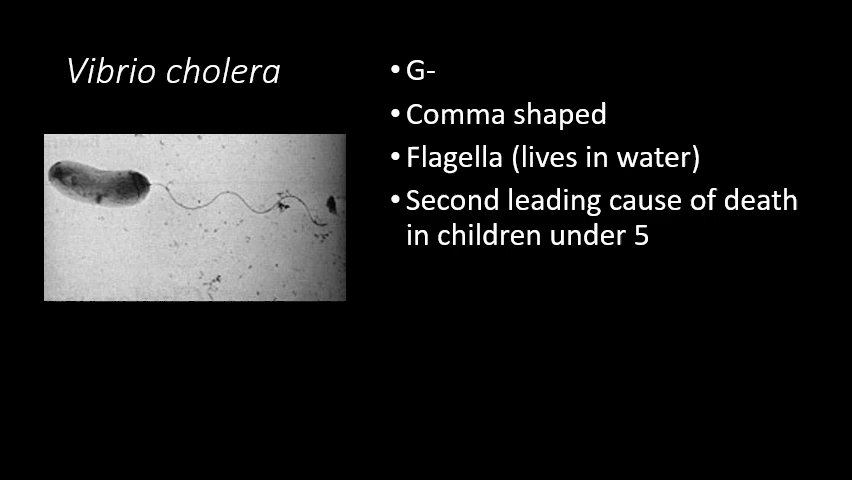 Vibrio cholera
• G-
• Comma shaped
• Flagella (lives in water)
• Second leading cause of death
in children under 5